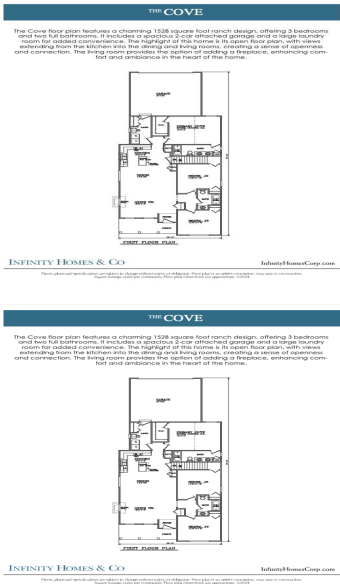 THE COVE
The Cove floor plan features a charming 1528 square foot ranch design, offering 3 bedrooms
and two full bathrooms. It includes a spacious 2-car attached garage and a large laundry
room for added convenience. The highlight of this home is its open floor plan, with views
extending from the kitchen into the dining and living rooms, creating a sense of openness
and connection. The living room provides the option of adding a fireplace, enhancing com-
fort and ambiance in the heart of the home.
GARAGE
FIRST FLOOR PLAN
INFINITY HOMES & CO
InfinityHomesCorp.com
THE COVE
The Cove floor plan features a charming 1528 square foot ranch design, offering 3 bedrooms
and two full bathrooms. It includes a spacious 2-car attached garage and a large laundry
room for added convenience. The highlight of this home is its open floor plan, with views
extending from the kitchen into the dining and living rooms, creating a sense of openness
and connection. The living room provides the option of adding a fireplace, enhancing com-
fort and ambiance in the heart of the home.
GARAGE
FIRST FLOOR PLAN
INFINITY HOMES & CO
InfinityHomesCorp.com